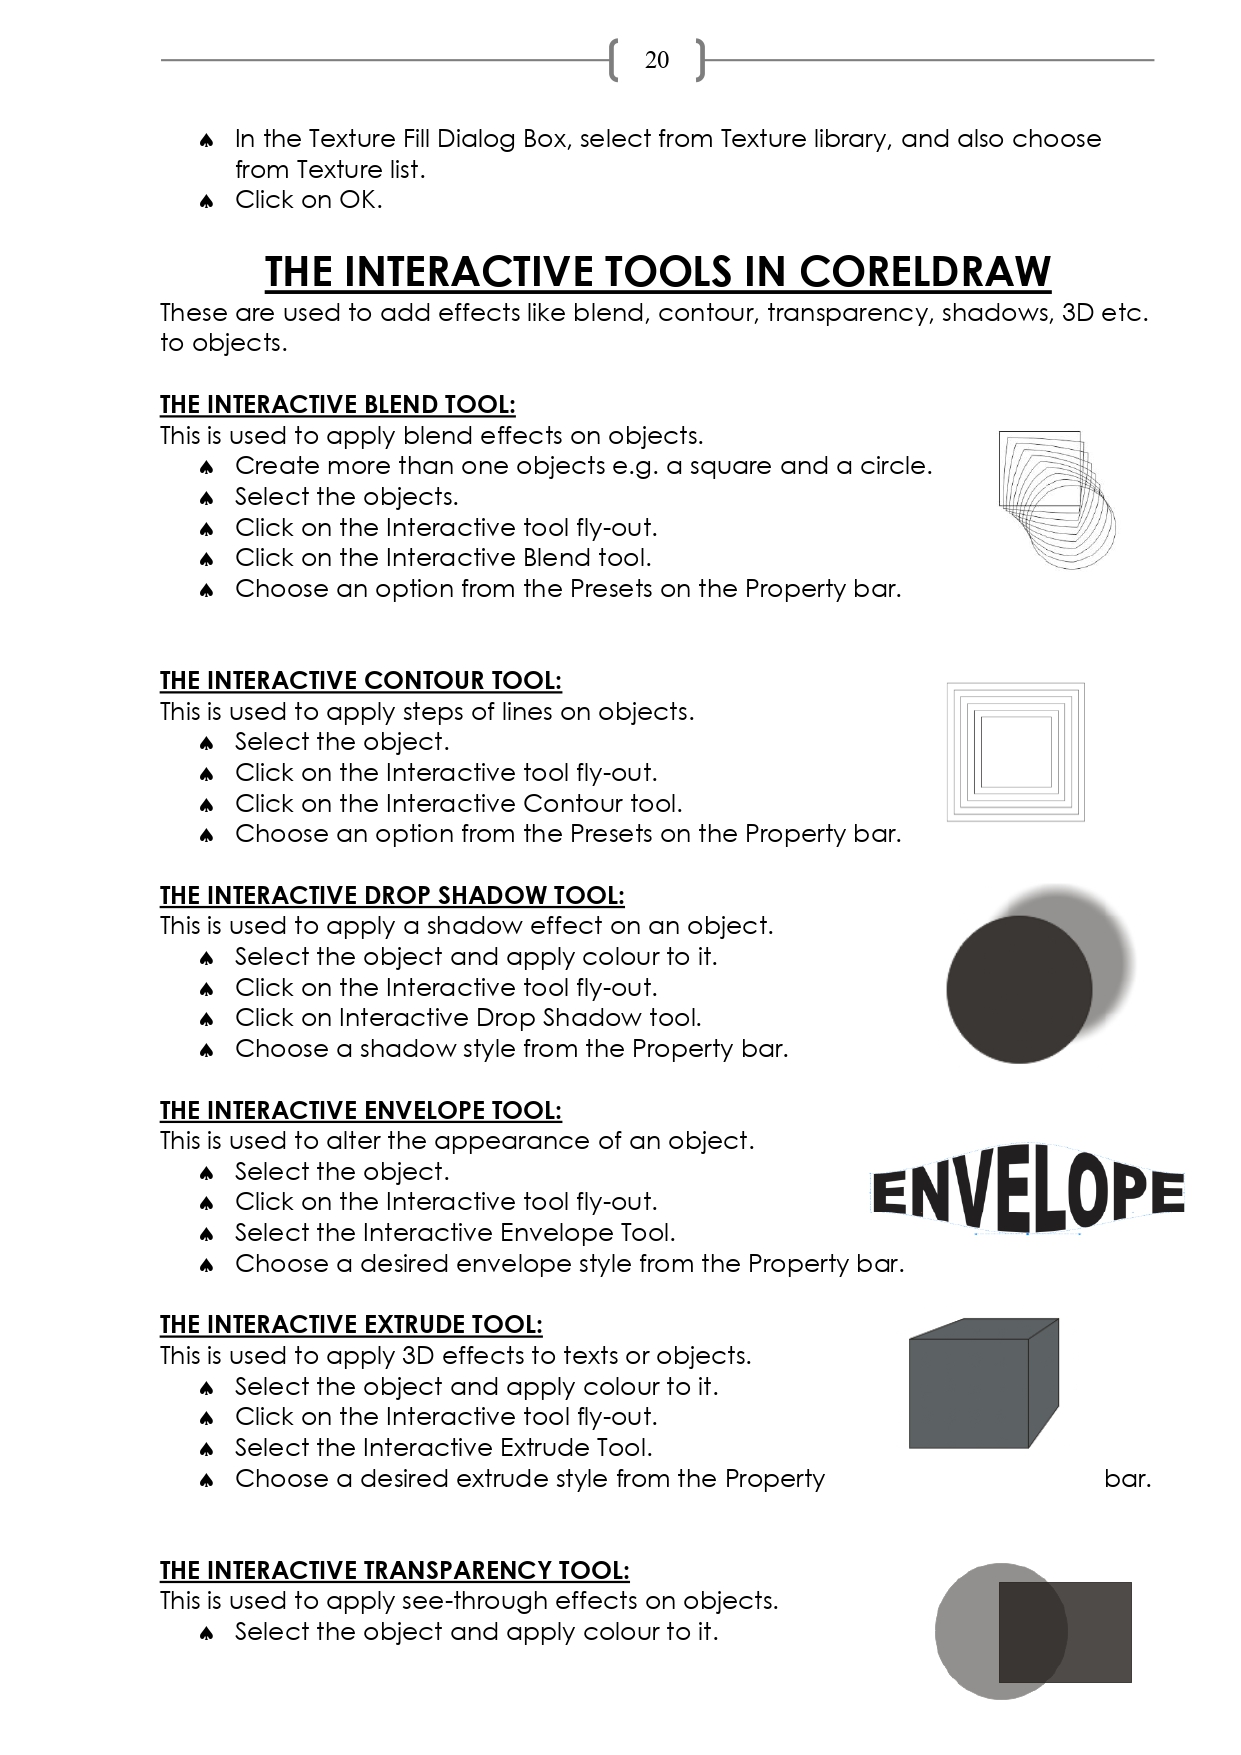 20
♠ In the Texture Fill Dialog Box, select from Texture library, and also choose
from Texture list.
♠ Click on OK.
THE INTERACTIVE TOOLS IN CORELDRAW
These are used to add effects like blend, contour, transparency, shadows, 3D etc.
to objects.
THE INTERACTIVE BLEND TOOL:
This is used to apply blend effects on objects.
♠ Create more than one objects e.g. a square and a circle.
♠ Select the objects.
♠ Click on the Interactive tool fly-out.
♠ Click on the Interactive Blend tool.
♠ Choose an option from the Presets on the Property bar.
THE INTERACTIVE CONTOUR TOOL:
This is used to apply steps of lines on objects.
♠ Select the object.
♠ Click on the Interactive tool fly-out.
♠ Click on the Interactive Contour tool.
♠ Choose an option from the Presets on the Property bar.
THE INTERACTIVE DROP SHADOW TOOL:
This is used to apply a shadow effect on an object.
♠ Select the object and apply colour to it.
♠ Click on the Interactive tool fly-out.
♠ Click on Interactive Drop Shadow tool.
♠ Choose a shadow style from the Property bar.
THE INTERACTIVE ENVELOPE TOOL:
This is used to alter the appearance of an object.
♠ Select the object.
♠ Click on the Interactive tool fly-out.
♠ Select the Interactive Envelope Tool.
♠ Choose a desired envelope style from the Property bar.
ENVELOPE
THE INTERACTIVE EXTRUDE TOOL:
This is used to apply 3D effects to texts or objects.
♠ Select the object and apply colour to it.
♠ Click on the Interactive tool fly-out.
♠ Select the Interactive Extrude Tool.
♠ Choose a desired extrude style from the Property bar.
THE INTERACTIVE TRANSPARENCY TOOL:
This is used to apply see-through effects on objects.
♠ Select the object and apply colour to it.